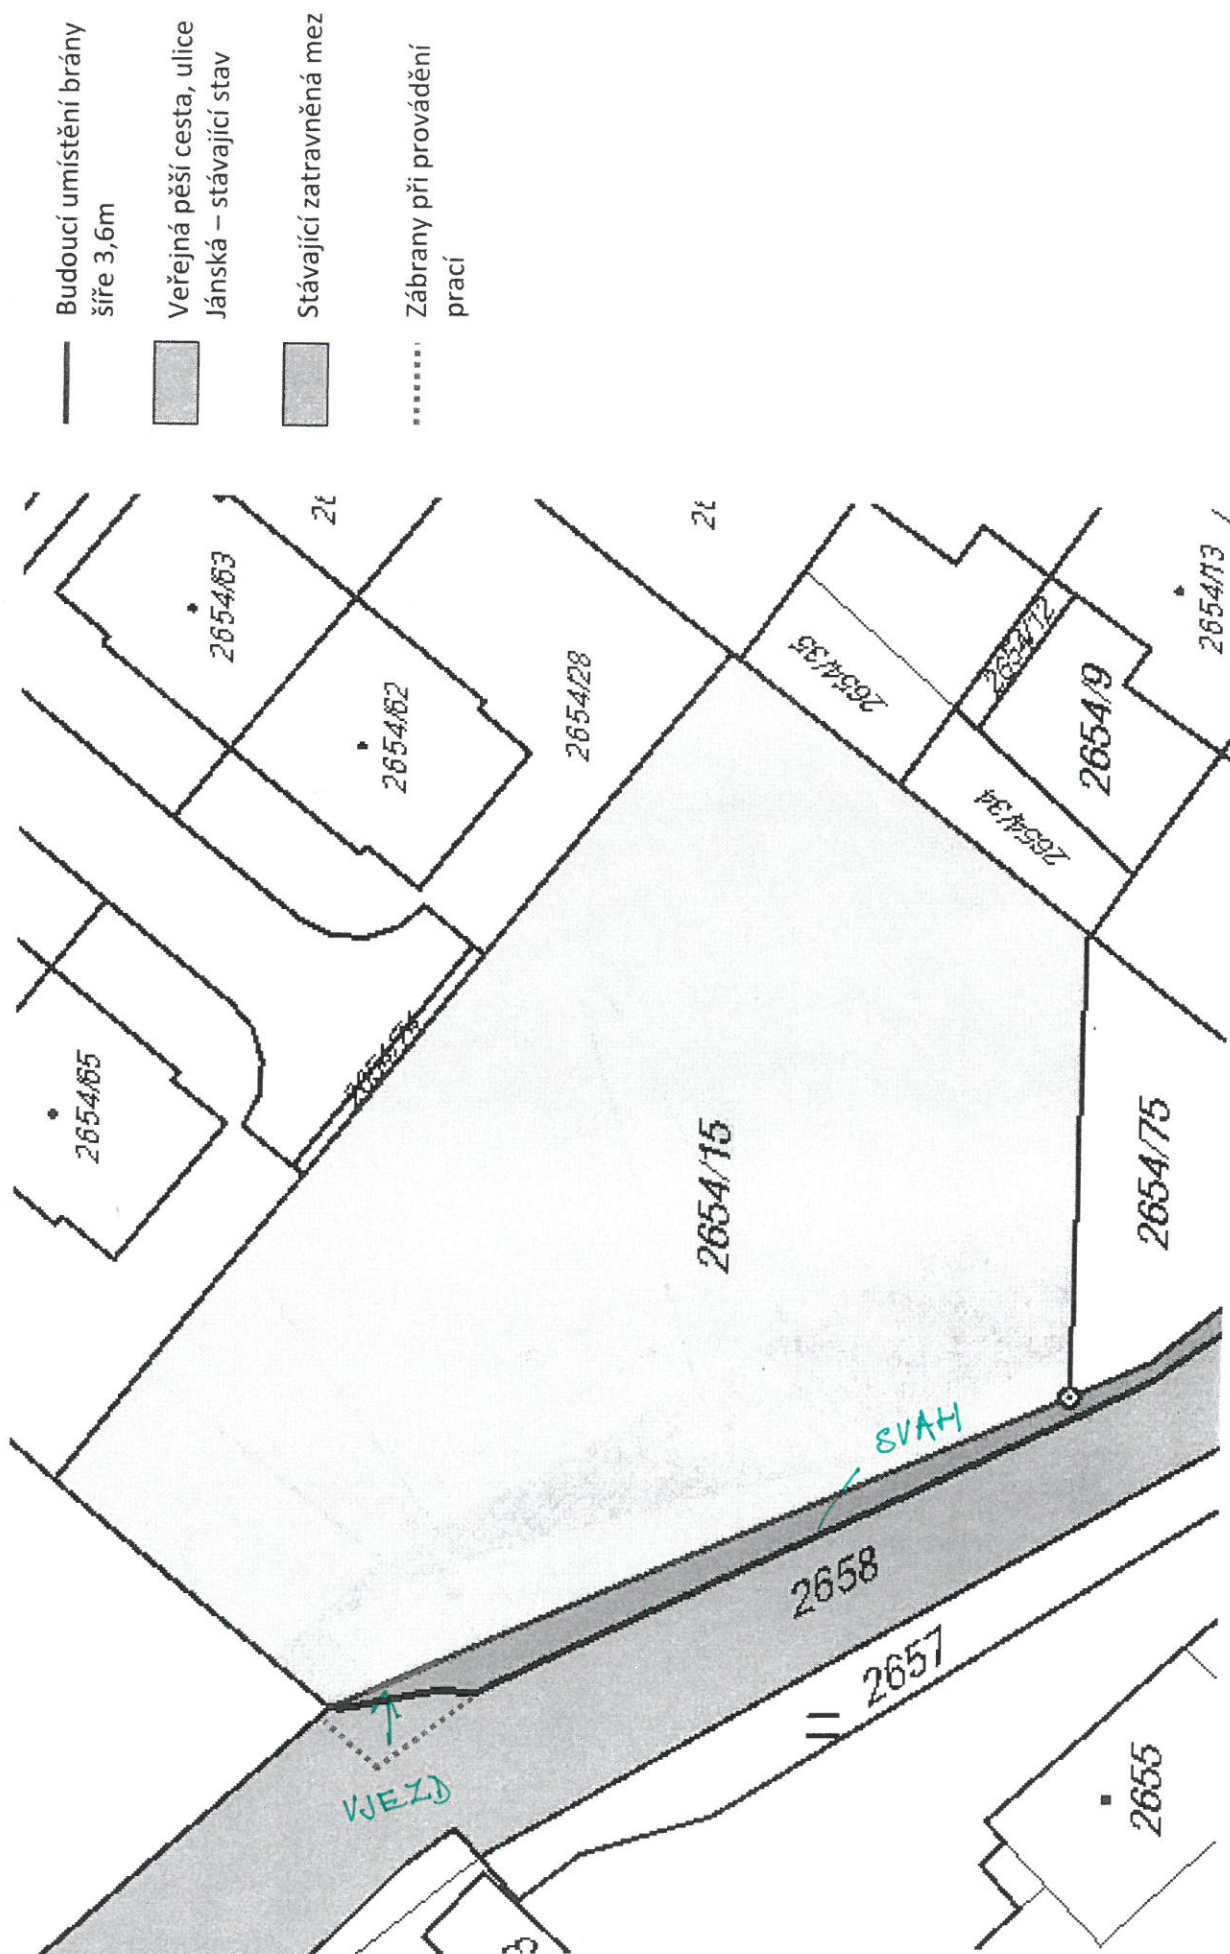 Budoucí umístění brány
šíře 3,6m
Veřejná pěší cesta, ulice
Jánská – stávající stav
Stávající zatravněná mez
Zábrany při provádění
prací
2654/63
2654/62
2654/28
2654/65
2654/35
2654/12
2654/9
2654/34
2654/13
2654/15
2654/75
SVAH
2658
2657
VJEZD
2655
3